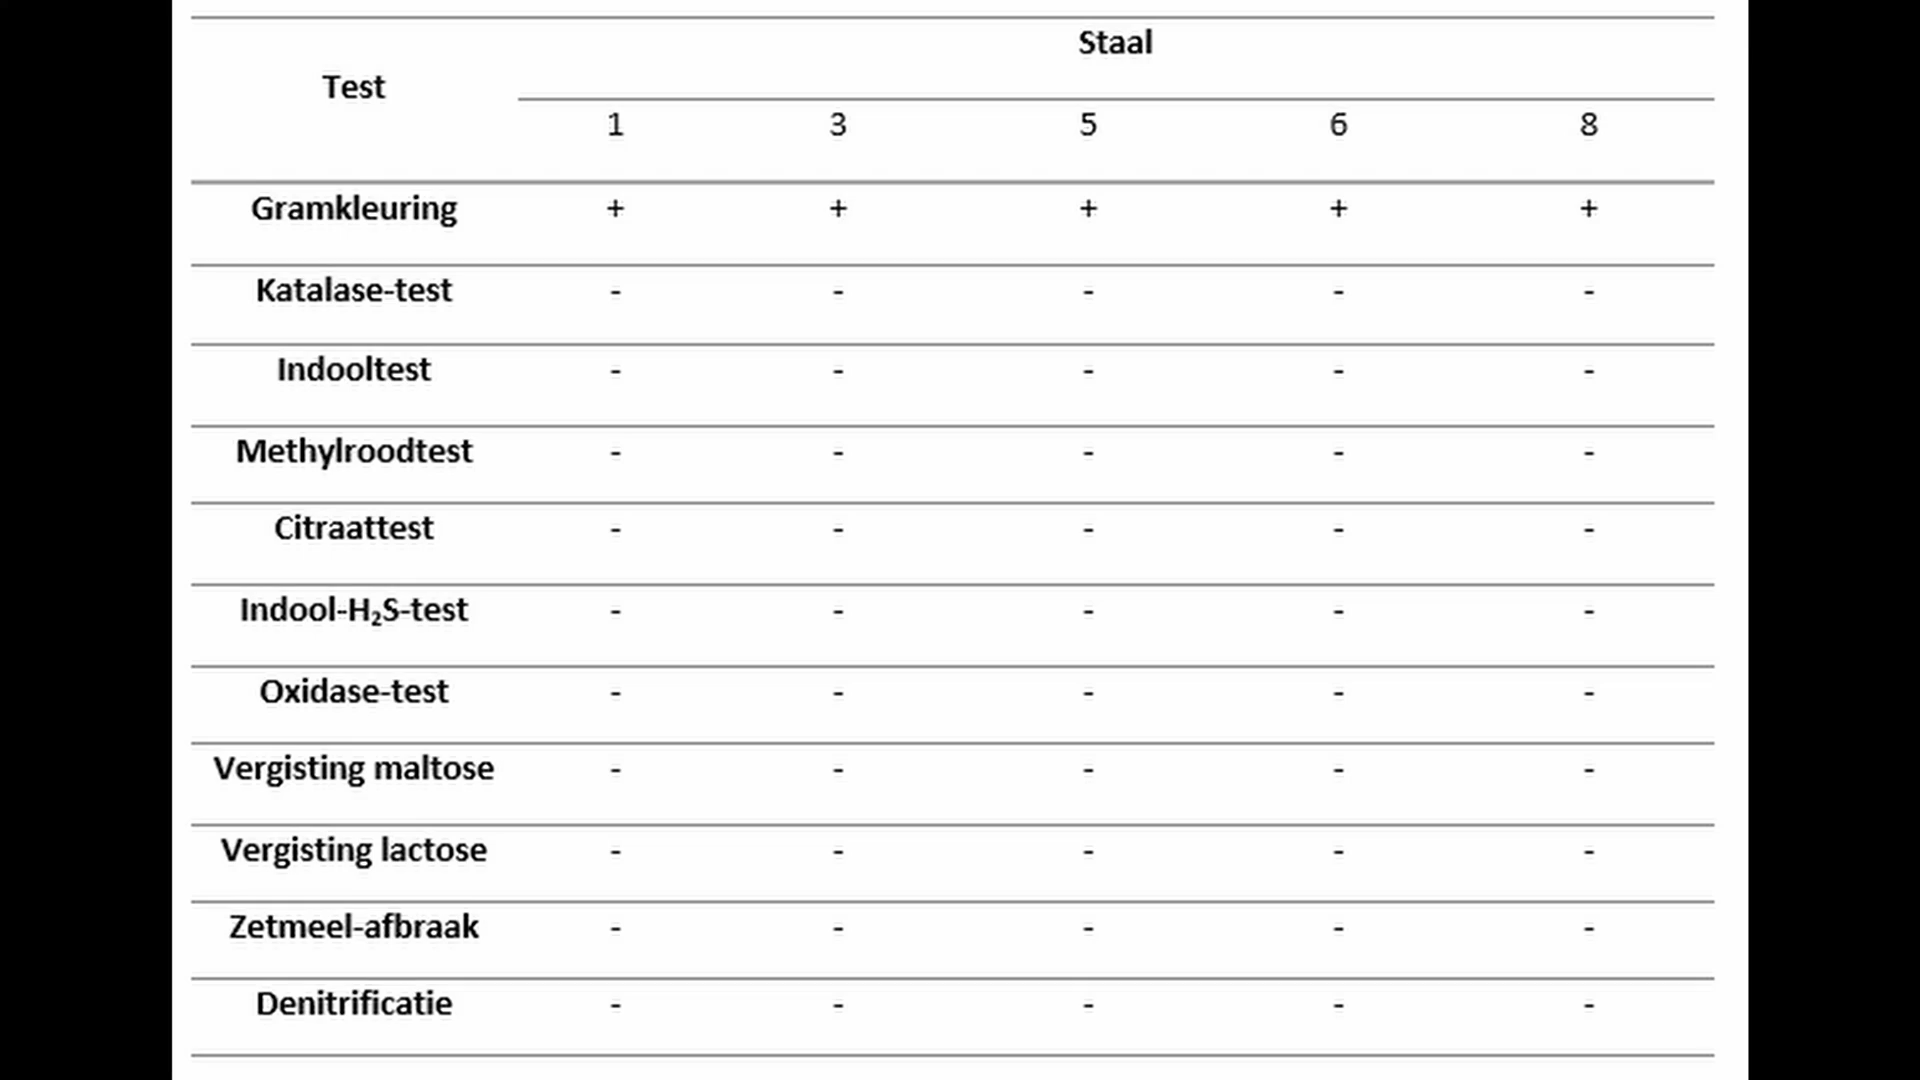 Staal
Test
1 3 5 6 8
Gramkleuring + + + + +
Katalase-test - - - - -
Indooltest - - - - -
Methylroodtest - - - - -
Citraattest - - - - -
Indool-H₂S-test - - - - -
Oxidase-test - - - - -
Vergisting maltose - - - - -
Vergisting lactose - - - - -
Zetmeel-afbraak - - - - -
Denitrificatie - - - - -